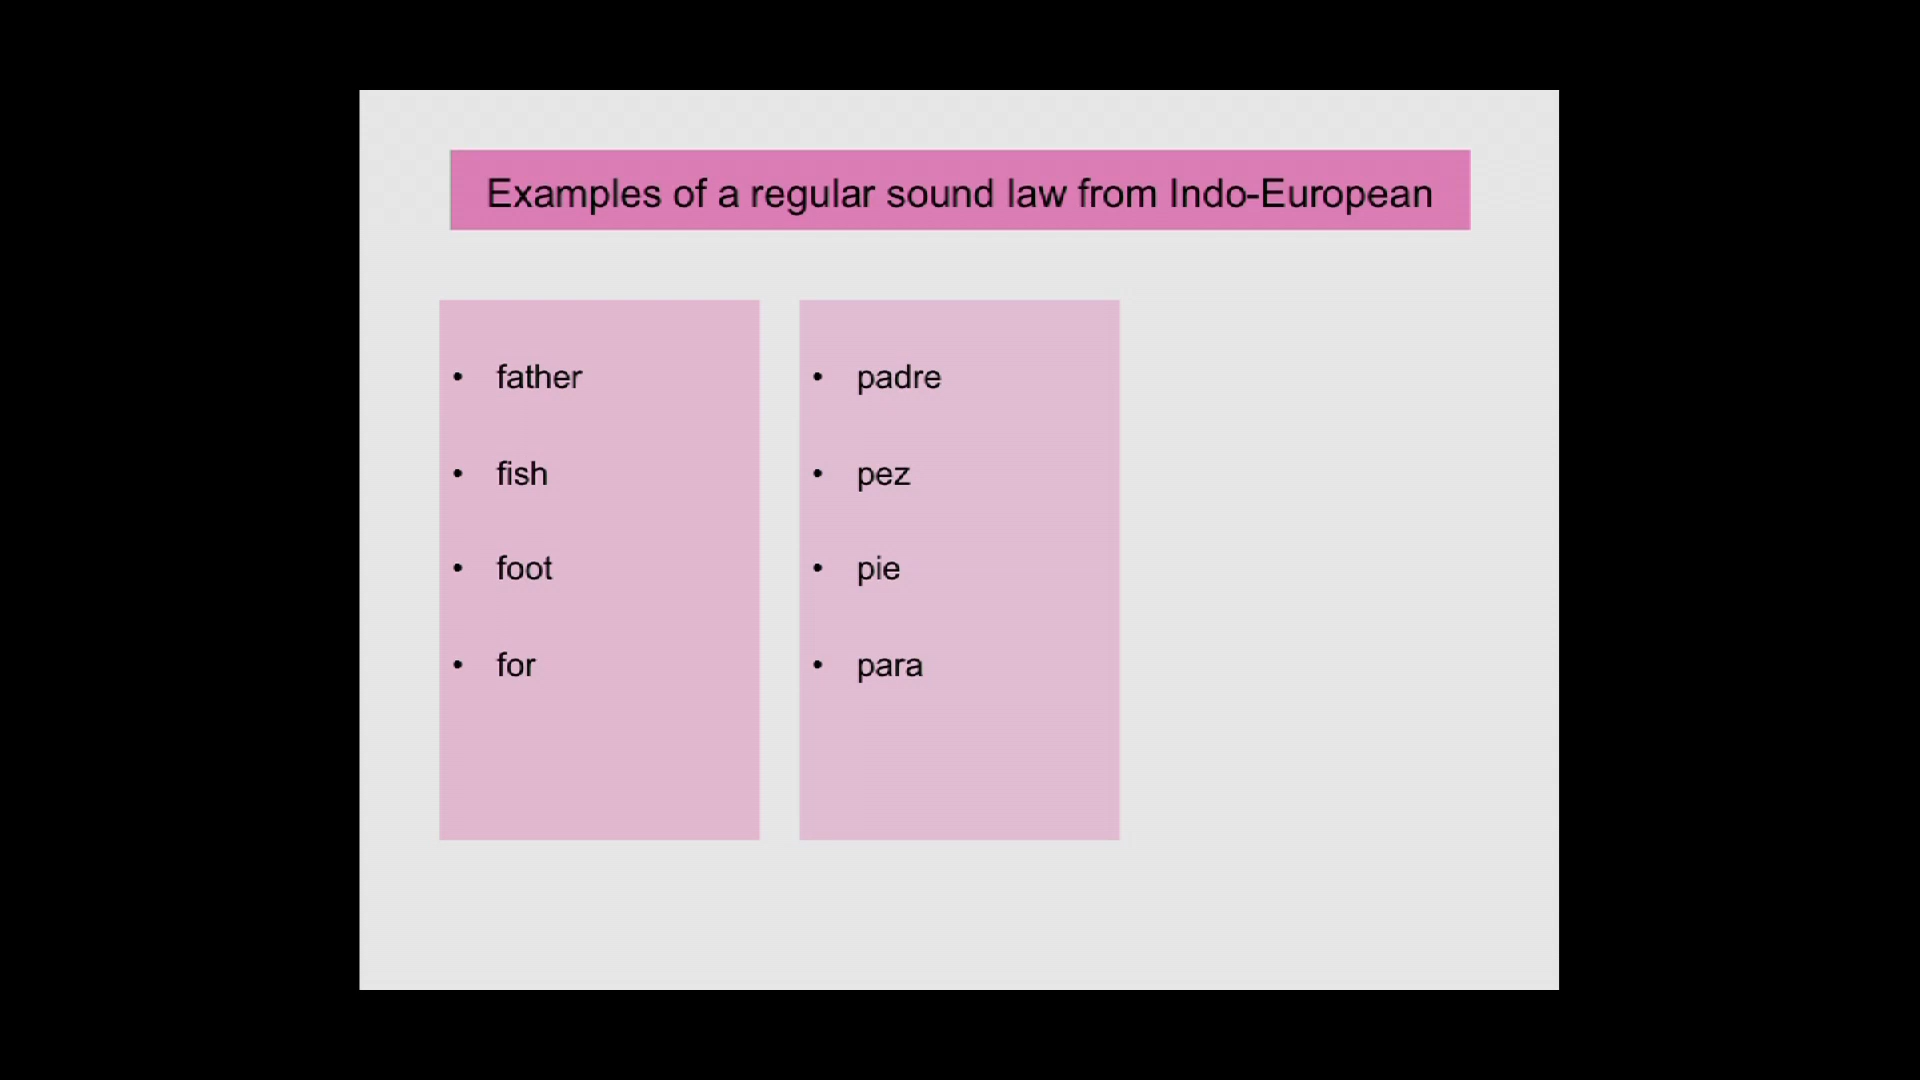 Examples of a regular sound law from Indo-European
• father
• fish
• foot
• for
• padre
• pez
• pie
• para